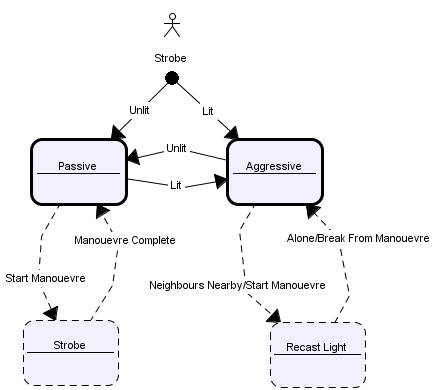 Strobe
Unlit
Lit
Unlit
Passive
Aggressive
Lit
Manouevre Complete
Alone/Break From Manouevre
Start Manouevre
Neighbours Nearby/Start Manouevre
Strobe
Recast Light